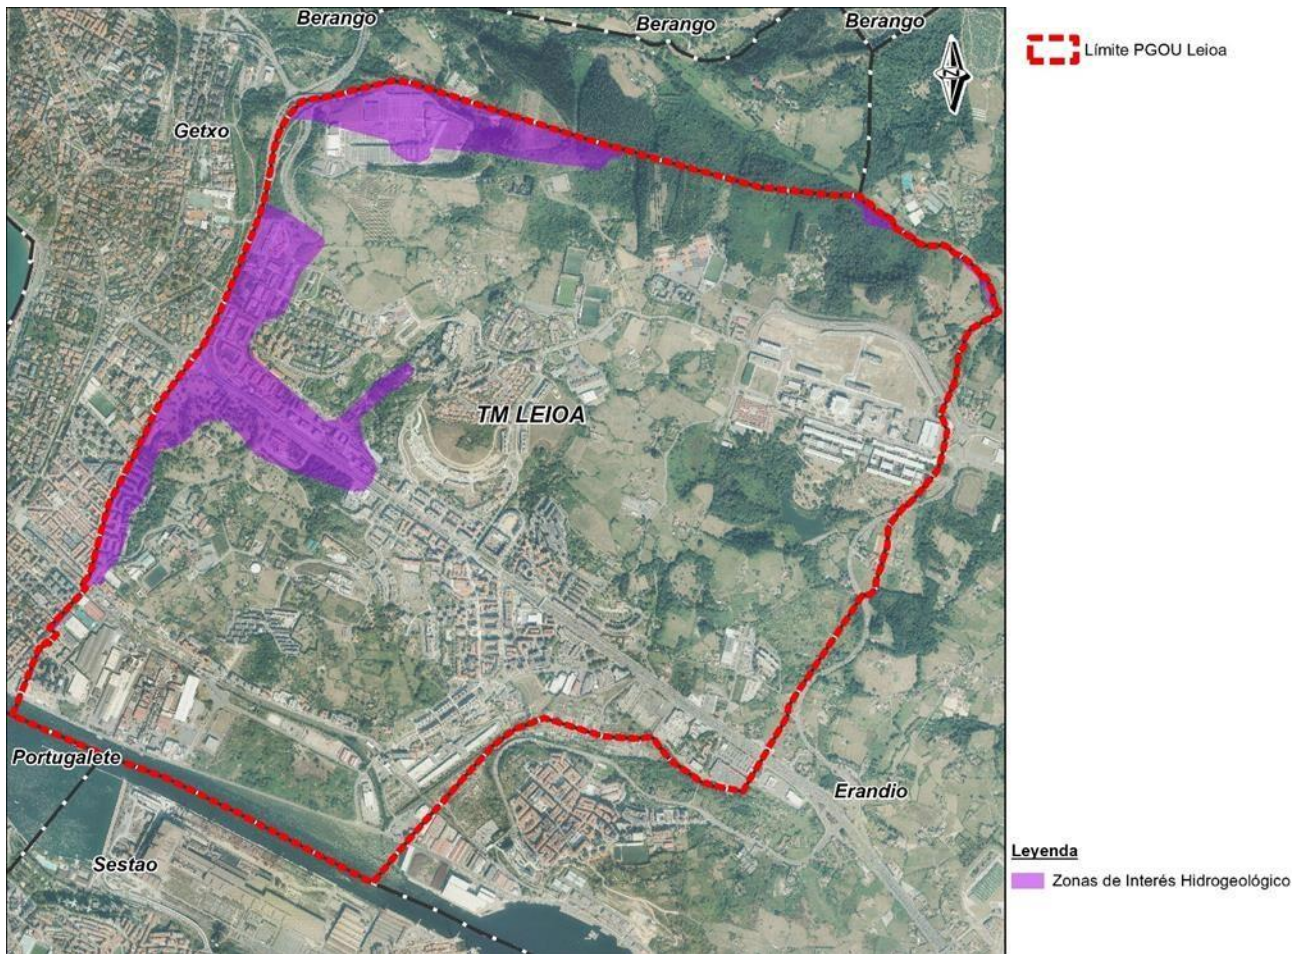 Berango
Berango
Berango
Límite PGOU Leioa
N
Getxo
TM LEIOA
Portugalete
Erandio
Sestao
Leyenda
Zonas de Interés Hidrogeológico